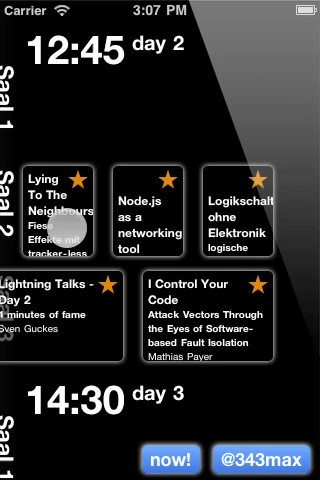 Carrier 3:07 PM
12:45 day 2
Saal 1
Saal 2
Lying
To The
Neighbours
Fiese
Effekte mit
tracker-less
Node.js
as a
networking
tool
Logikschalt
ohne
Elektronik
logische
Saal 3
Lightning Talks -
Day 2
4 minutes of fame
Sven Guckes
I Control Your
Code
Attack Vectors Through
the Eyes of Software-
based Fault Isolation
Mathias Payer
14:30 day 3
Saal 1
now! @343max